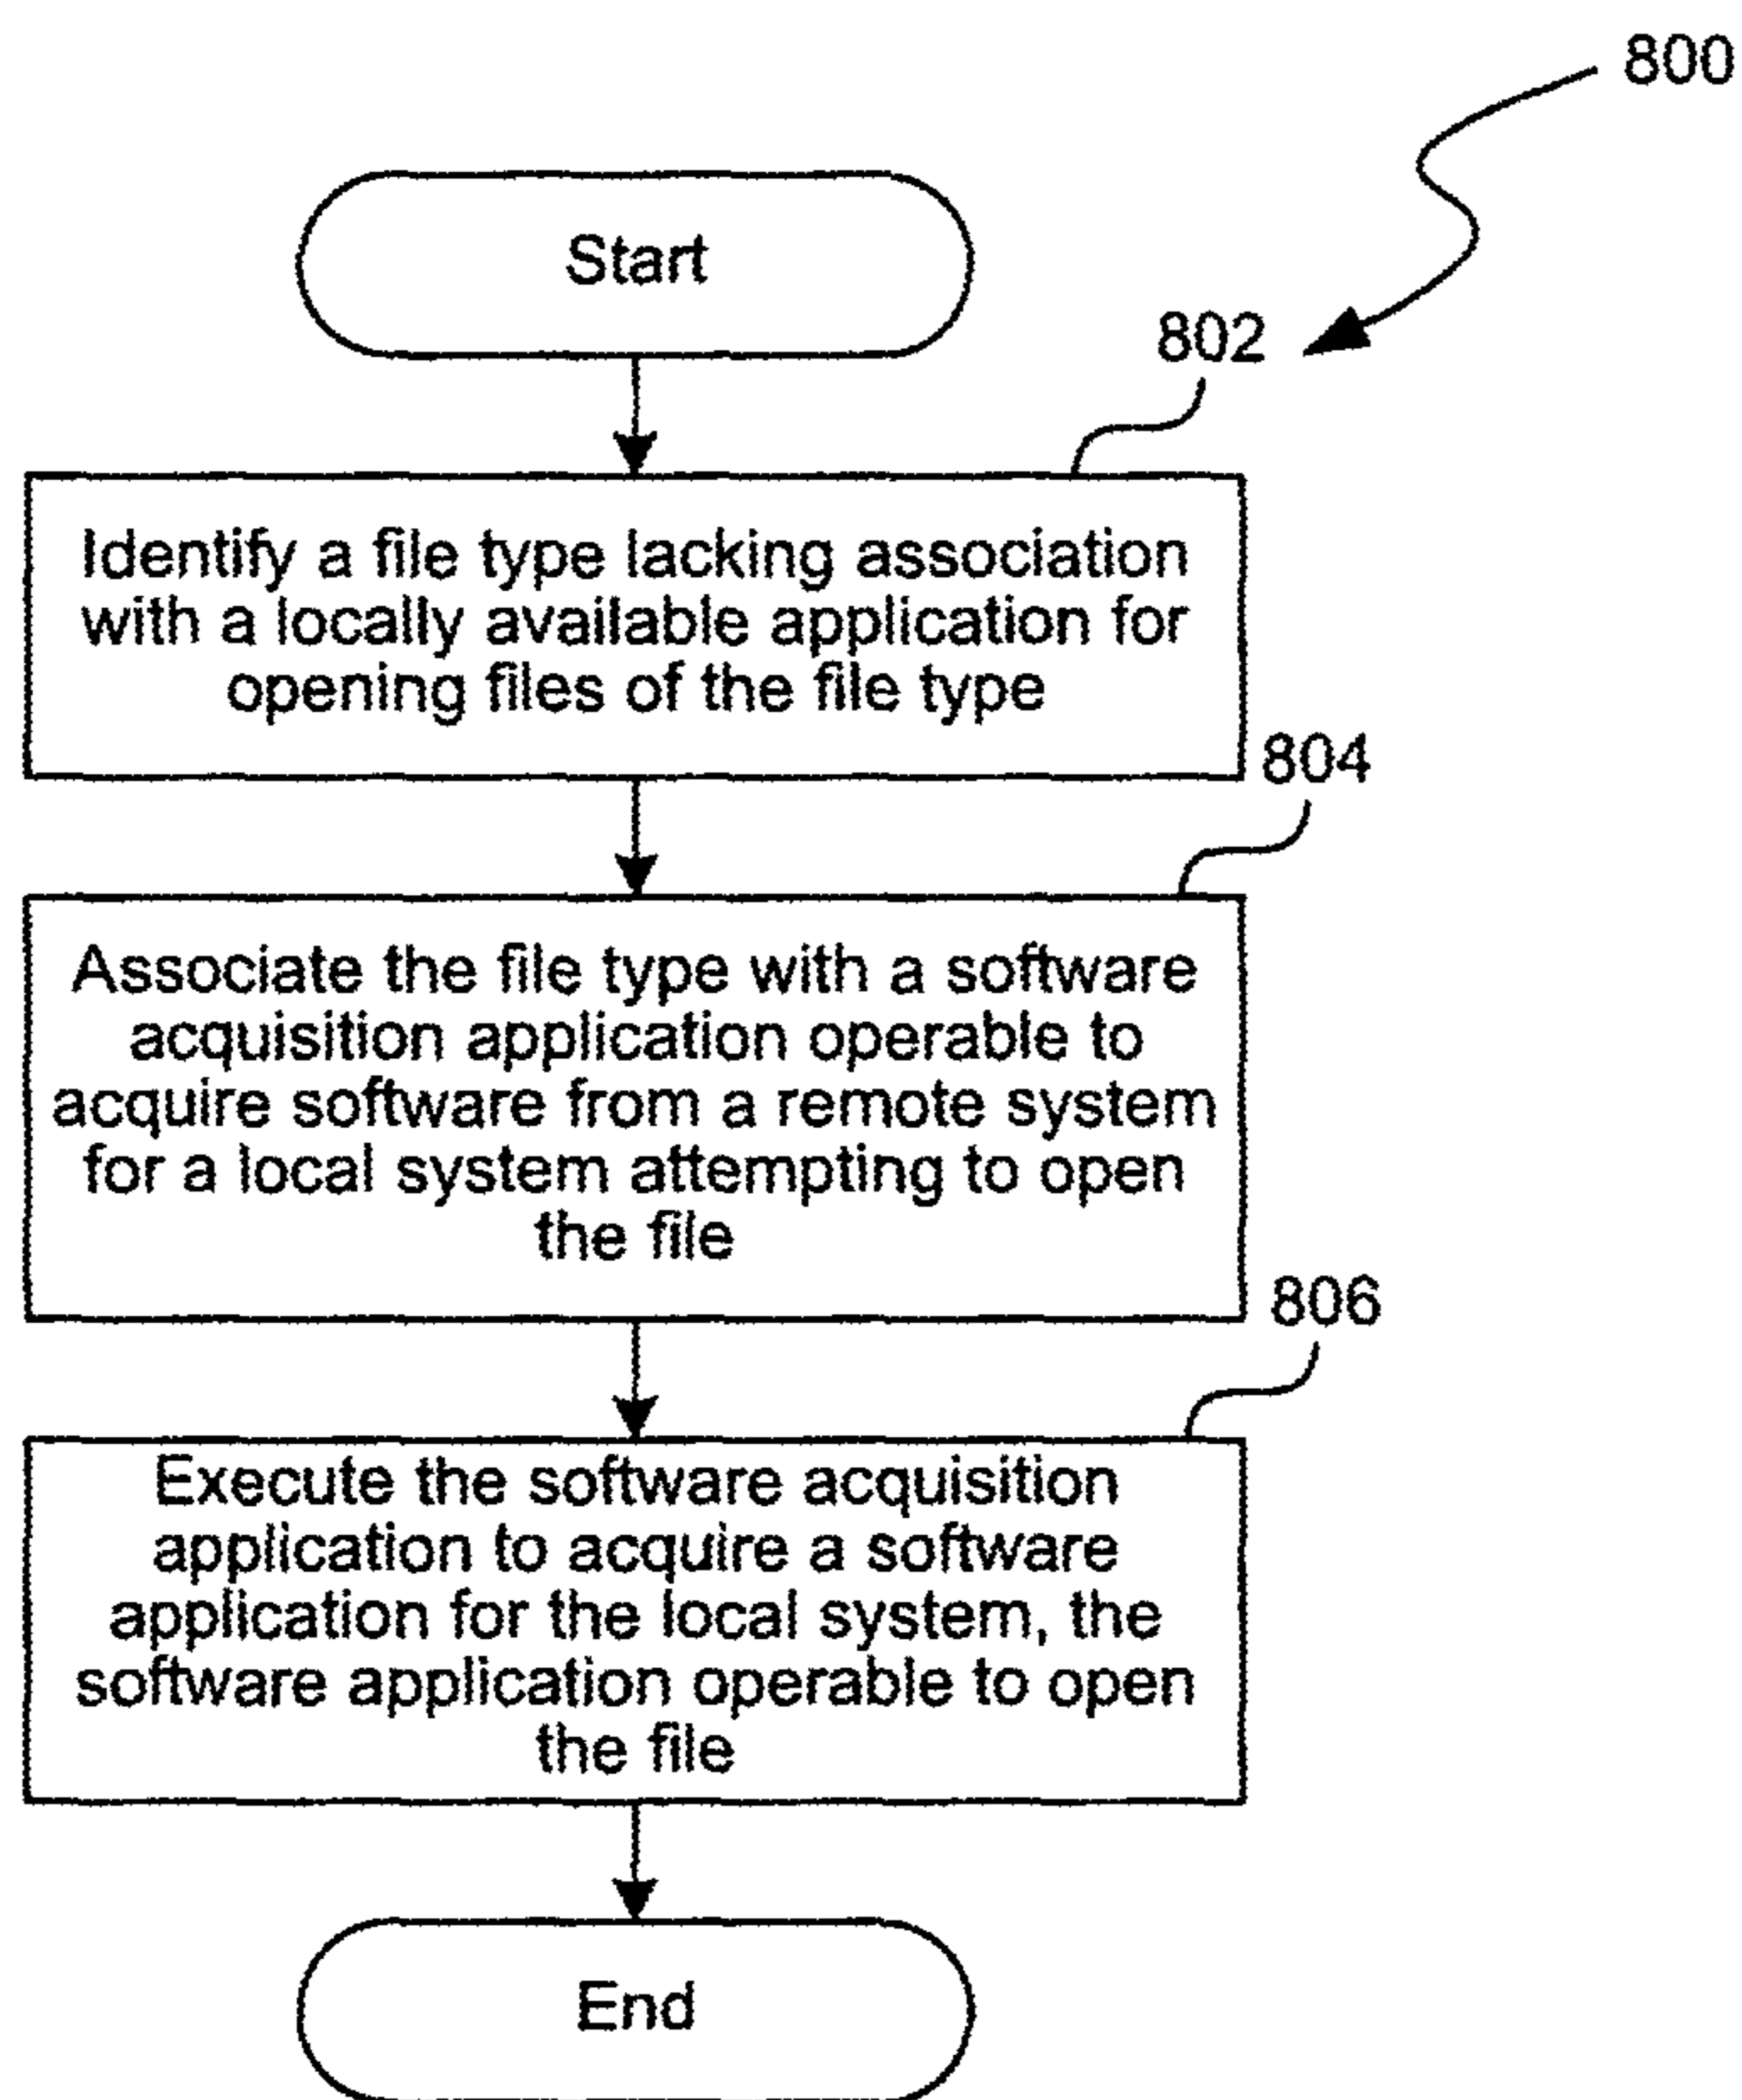 800
Start
802
Identify a file type lacking association
with a locally available application for
opening files of the file type
804
Associate the file type with a software
acquisition application operable to
acquire software from a remote system
for a local system attempting to open
the file
806
Execute the software acquisition
application to acquire a software
application for the local system, the
software application operable to open
the file
End